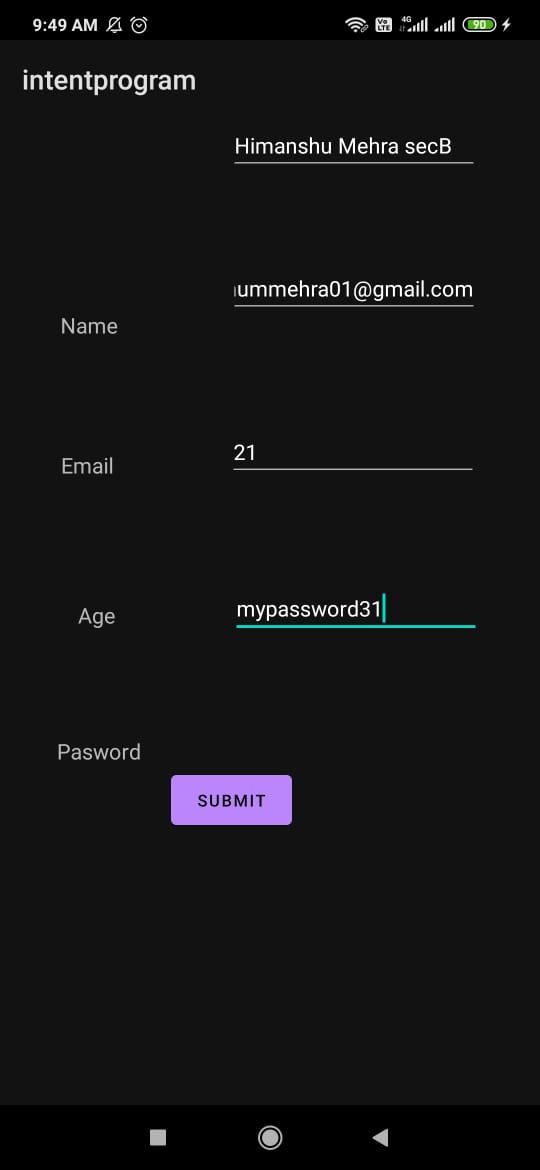 9:49 AM
Vo LTE 4G 90
intentprogram
Himanshu Mehra secB
ummehra01@gmail.com
Name
21
Email
mypassword31
Age
Pasword
SUBMIT